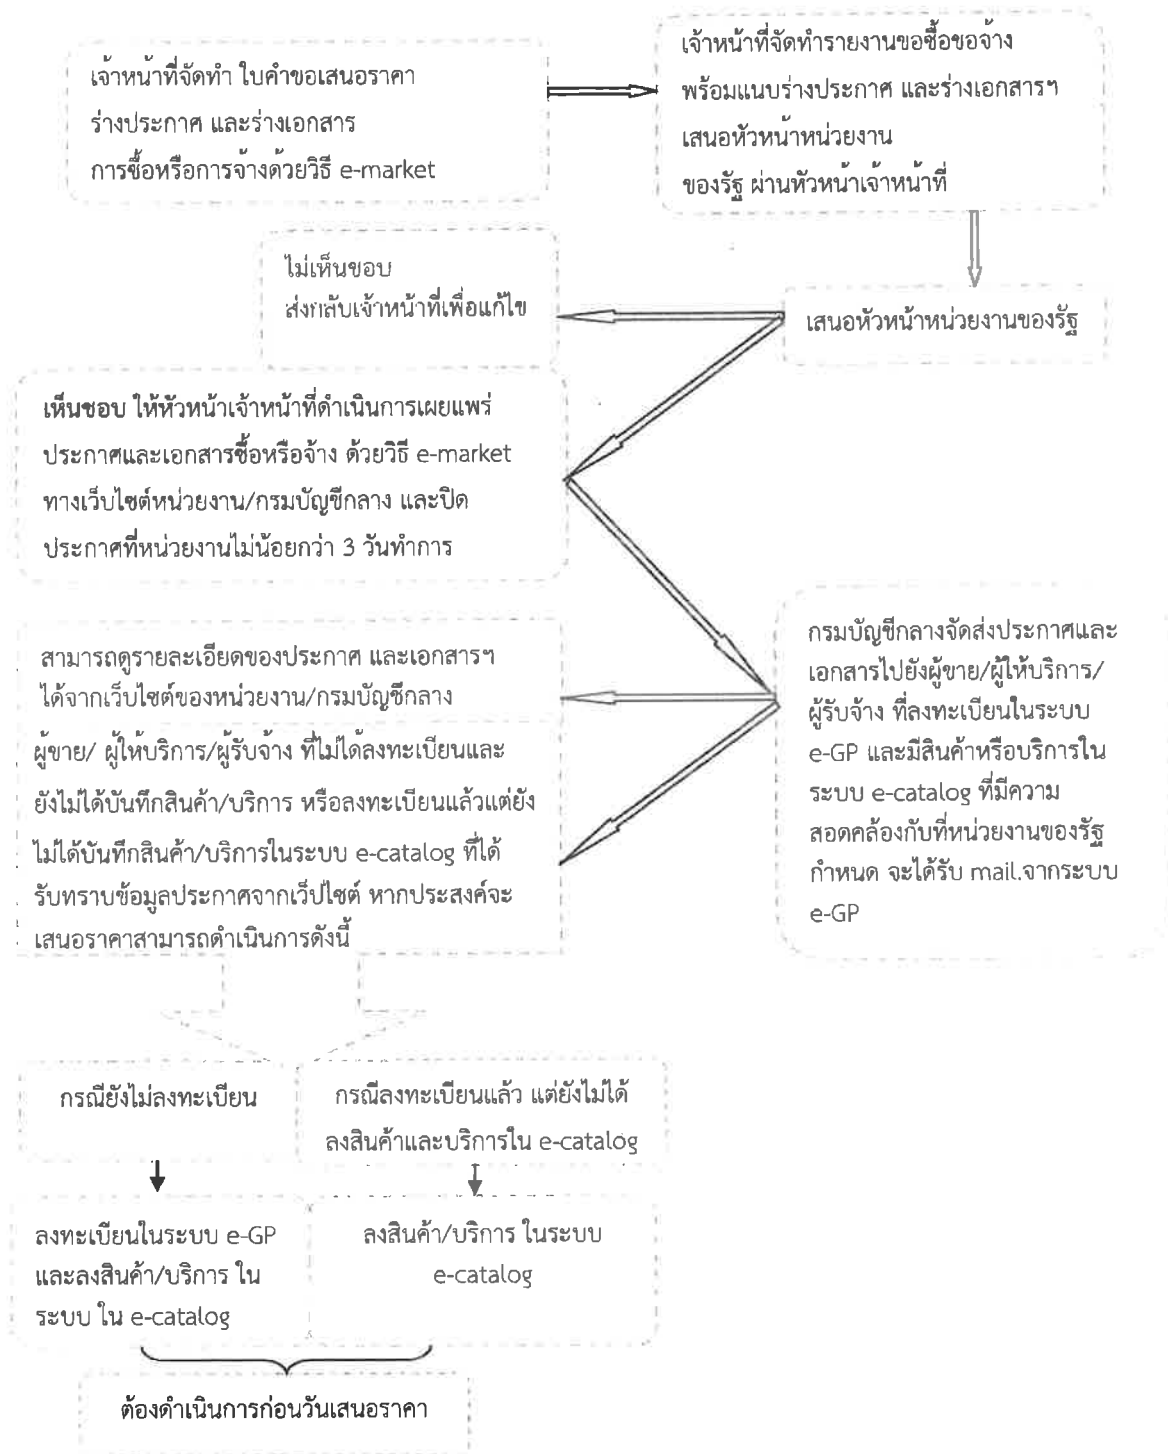 เจ้าหน้าที่จัดทำ ใบคำขอเสนอราคา
ร่างประกาศ และร่างเอกสาร
การซื้อหรือการจ้างด้วยวิธี e-market
เจ้าหน้าที่จัดทำรายงานขอซื้อขอจ้าง
พร้อมแนบร่างประกาศ และร่างเอกสารฯ
เสนอหัวหน้าหน่วยงาน
ของรัฐ ผ่านหัวหน้าเจ้าหน้าที่
เสนอหัวหน้าหน่วยงานของรัฐ
ไม่เห็นชอบ
ส่งกลับเจ้าหน้าที่เพื่อแก้ไข
เห็นชอบ ให้หัวหน้าเจ้าหน้าที่ดำเนินการเผยแพร่
ประกาศและเอกสารซื้อหรือจ้าง ด้วยวิธี e-market
ทางเว็บไซต์หน่วยงาน/กรมบัญชีกลาง และปิด
ประกาศที่หน่วยงานไม่น้อยกว่า 3 วันทำการ
กรมบัญชีกลางจัดส่งประกาศและ
เอกสารไปยังผู้ขาย/ผู้ให้บริการ/
ผู้รับจ้าง ที่ลงทะเบียนในระบบ
e-GP และมีสินค้าหรือบริการใน
ระบบ e-catalog ที่มีความ
สอดคล้องกับที่หน่วยงานของรัฐ
กำหนด จะได้รับ mail.จากระบบ
e-GP
สามารถดูรายละเอียดของประกาศ และเอกสารฯ
ได้จากเว็บไซต์ของหน่วยงาน/กรมบัญชีกลาง
ผู้ขาย/ ผู้ให้บริการ/ผู้รับจ้าง ที่ไม่ได้ลงทะเบียนและ
ยังไม่ได้บันทึกสินค้า/บริการ หรือลงทะเบียนแล้วแต่ยัง
ไม่ได้บันทึกสินค้า/บริการในระบบ e-catalog ที่ได้
รับทราบข้อมูลประกาศจากเว็ปไซต์ หากประสงค์จะ
เสนอราคาสามารถดำเนินการดังนี้
กรณียังไม่ลงทะเบียน
กรณีลงทะเบียนแล้ว แต่ยังไม่ได้
ลงสินค้าและบริการใน e-catalog
ลงทะเบียนในระบบ e-GP
และลงสินค้า/บริการ ใน
ระบบ ใน e-catalog
ลงสินค้า/บริการ ในระบบ
e-catalog
ต้องดำเนินการก่อนวันเสนอราคา